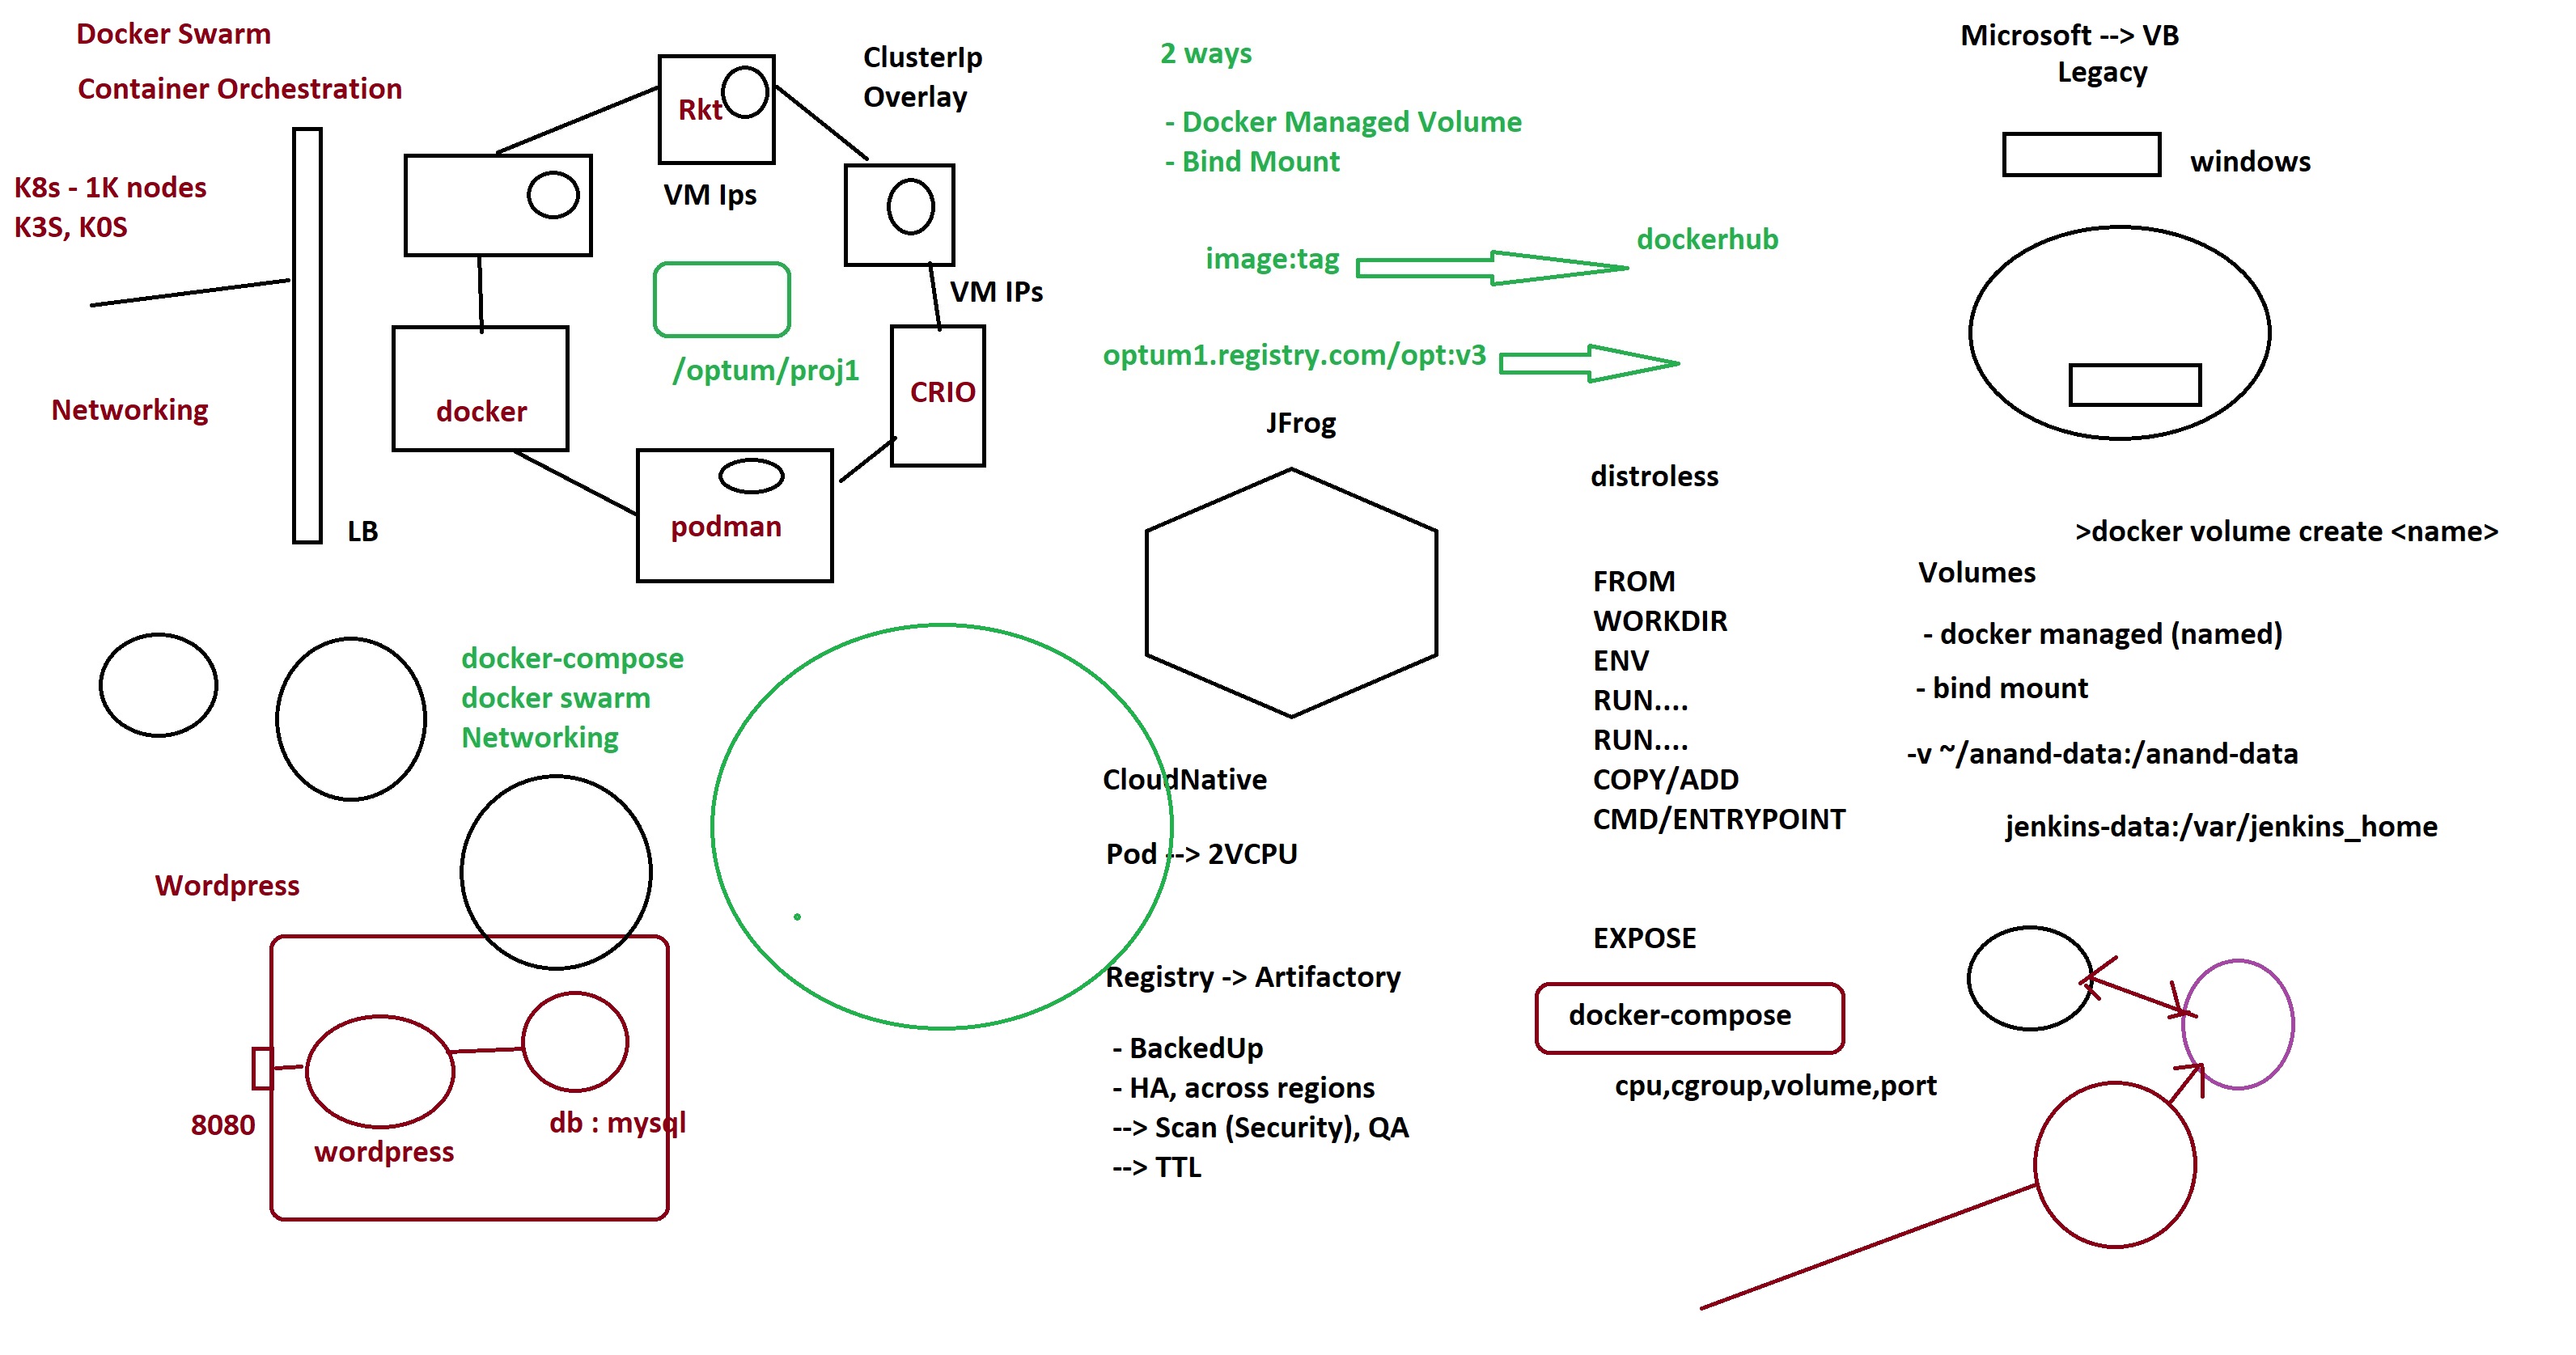 Docker Swarm
Container Orchestration
K8s - 1K nodes
K3S, K0S
Networking
LB
Rkt
VM Ips
ClusterIp
Overlay
VM IPs
CRIO
docker
podman
/optum/proj1
2 ways
- Docker Managed Volume
- Bind Mount
image:tag
dockerhub
optum1.registry.com/opt:v3
JFrog
Microsoft --> VB
Legacy
windows
distroless
FROM
WORKDIR
ENV
RUN....
RUN....
COPY/ADD
CMD/ENTRYPOINT
EXPOSE
docker-compose
cpu,cgroup,volume,port
>docker volume create <name>
Volumes
- docker managed (named)
- bind mount
-v ~/anand-data:/anand-data
jenkins-data:/var/jenkins_home
docker-compose
docker swarm
Networking
CloudNative
Pod --> 2VCPU
Registry -> Artifactory
- BackedUp
- HA, across regions
--> Scan (Security), QA
--> TTL
Wordpress
8080
wordpress
db : mysql